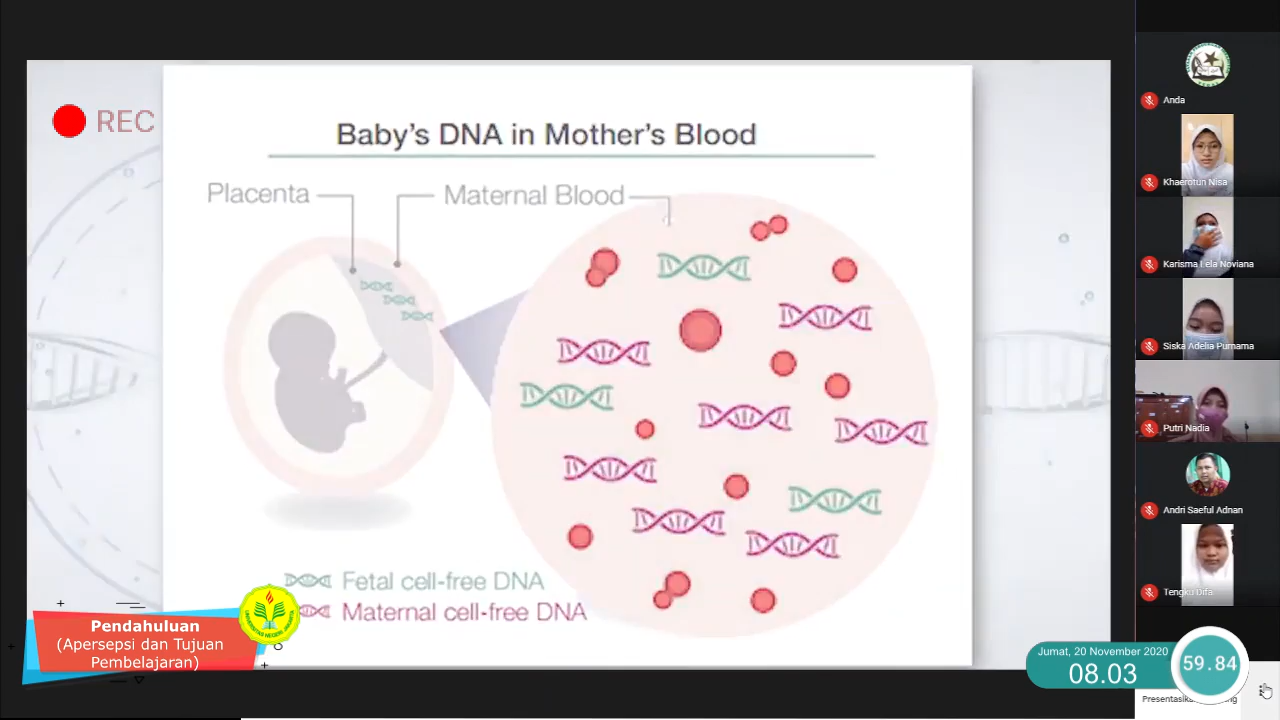 REC
Baby's DNA in Mother's Blood
Placenta
Maternal Blood
Fetal cell-free DNA
Maternal cell-free DNA
Pendahuluan
(Apersepsi dan Tujuan
Pembelajaran)
Anda
Khaerotun Nisa
Karisma Lela Noviana
Siska Adelia Purnama
Putri Nadia
Andri Saeful Adnan
Tengku Difa
Jumat, 20 November 2020
08.03
59.84